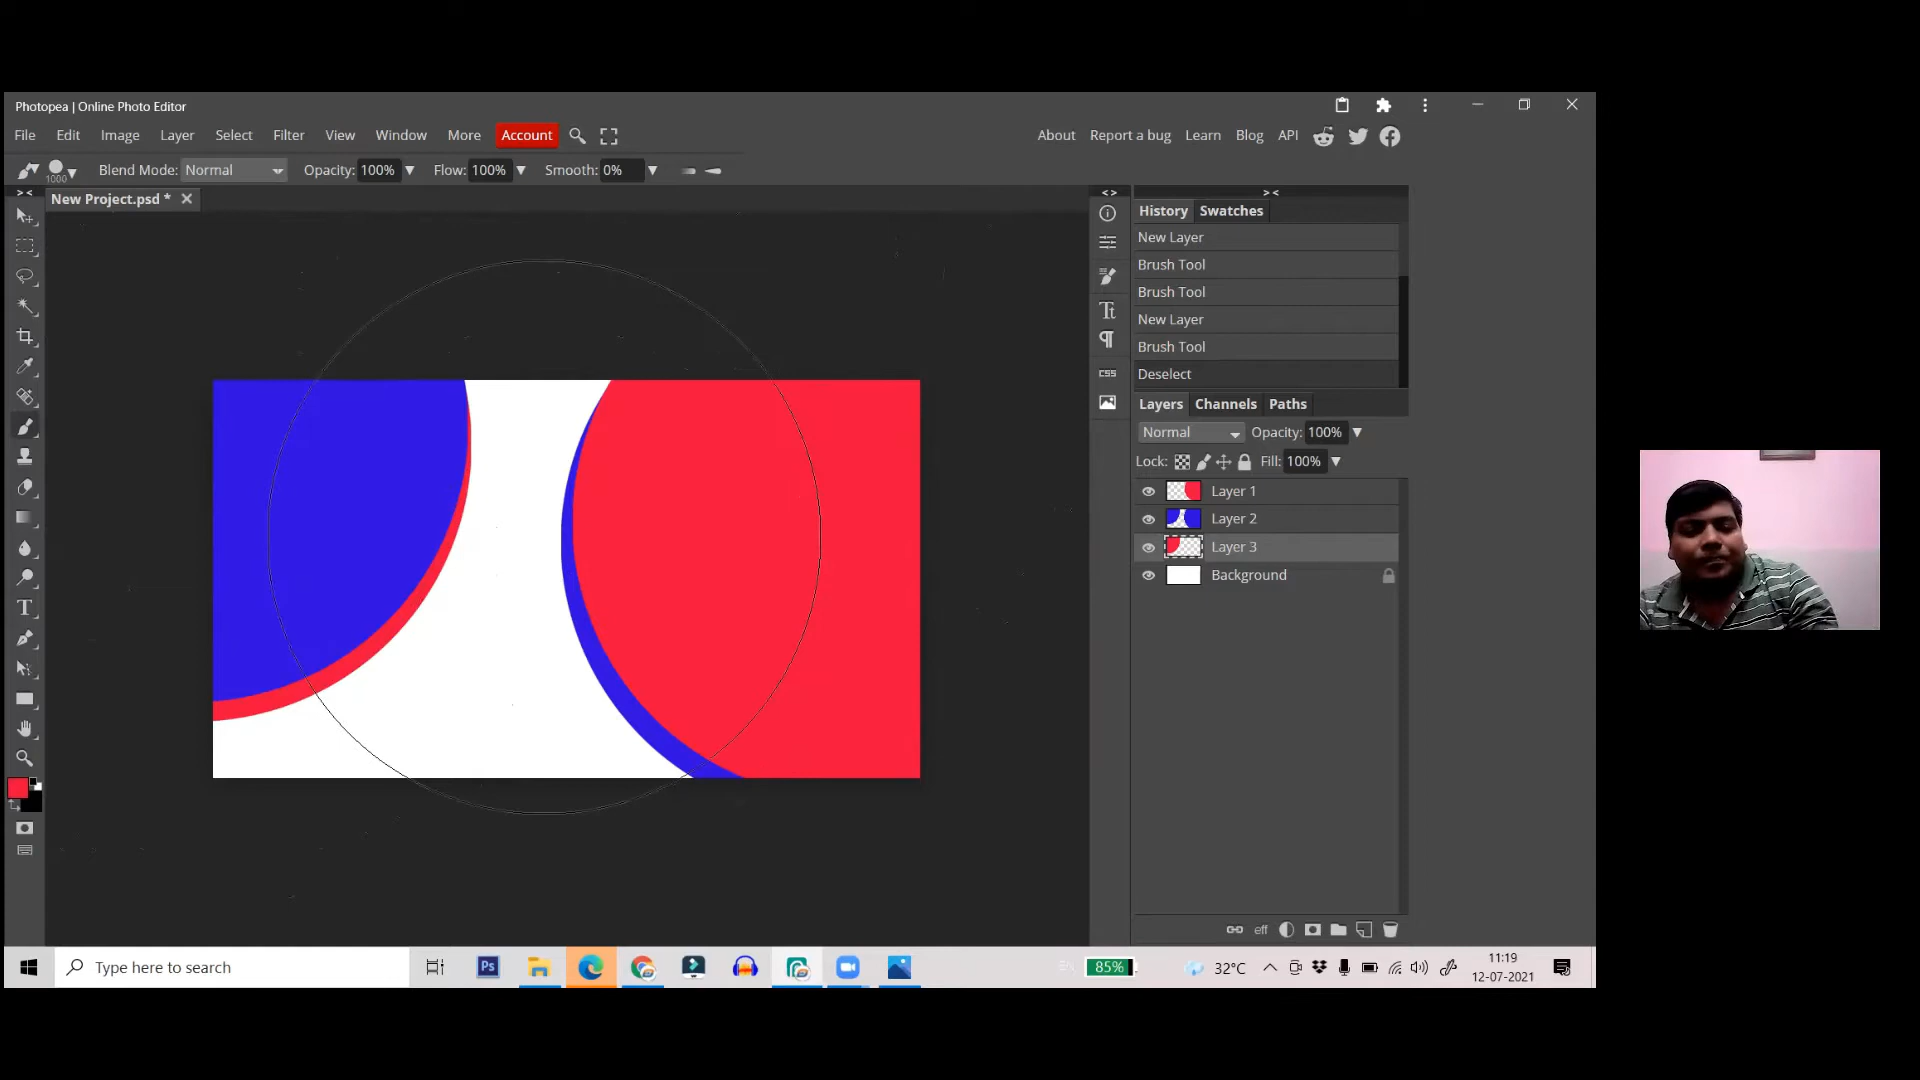 Photopea | Online Photo Editor
File Edit Image Layer Select Filter View Window More Account
About Report a bug Learn Blog API
1000 Blend Mode: Normal Opacity: 100% Flow: 100% Smooth: 0%
New Project.psd *
History Swatches
New Layer
Brush Tool
Brush Tool
New Layer
Brush Tool
Deselect
CSS
Layers Channels Paths
Normal Opacity: 100%
Lock: Fill: 100%
Layer 1
Layer 2
Layer 3
Background
eff
Type here to search
Ps
85%
32°C
11:19
12-07-2021